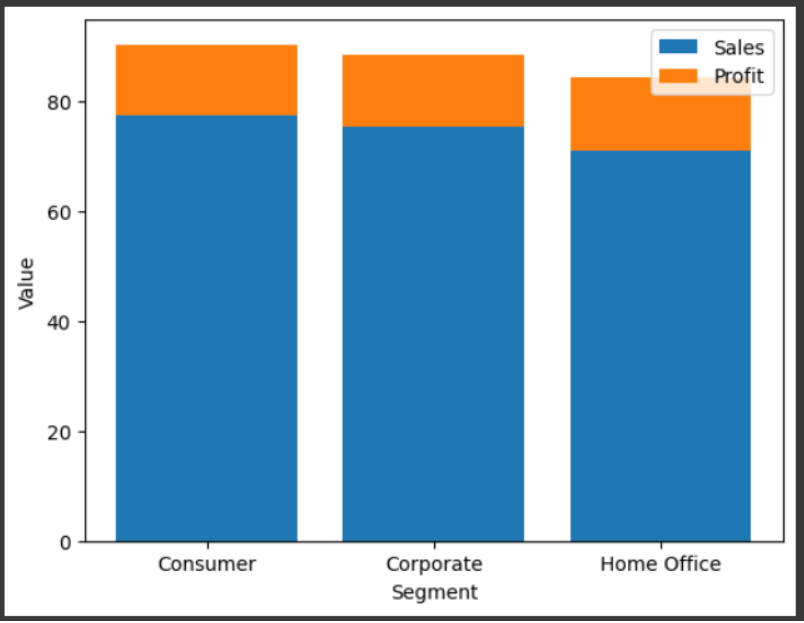 Sales
Profit
80
60
40
20
0
Value
Consumer Corporate Home Office
Segment